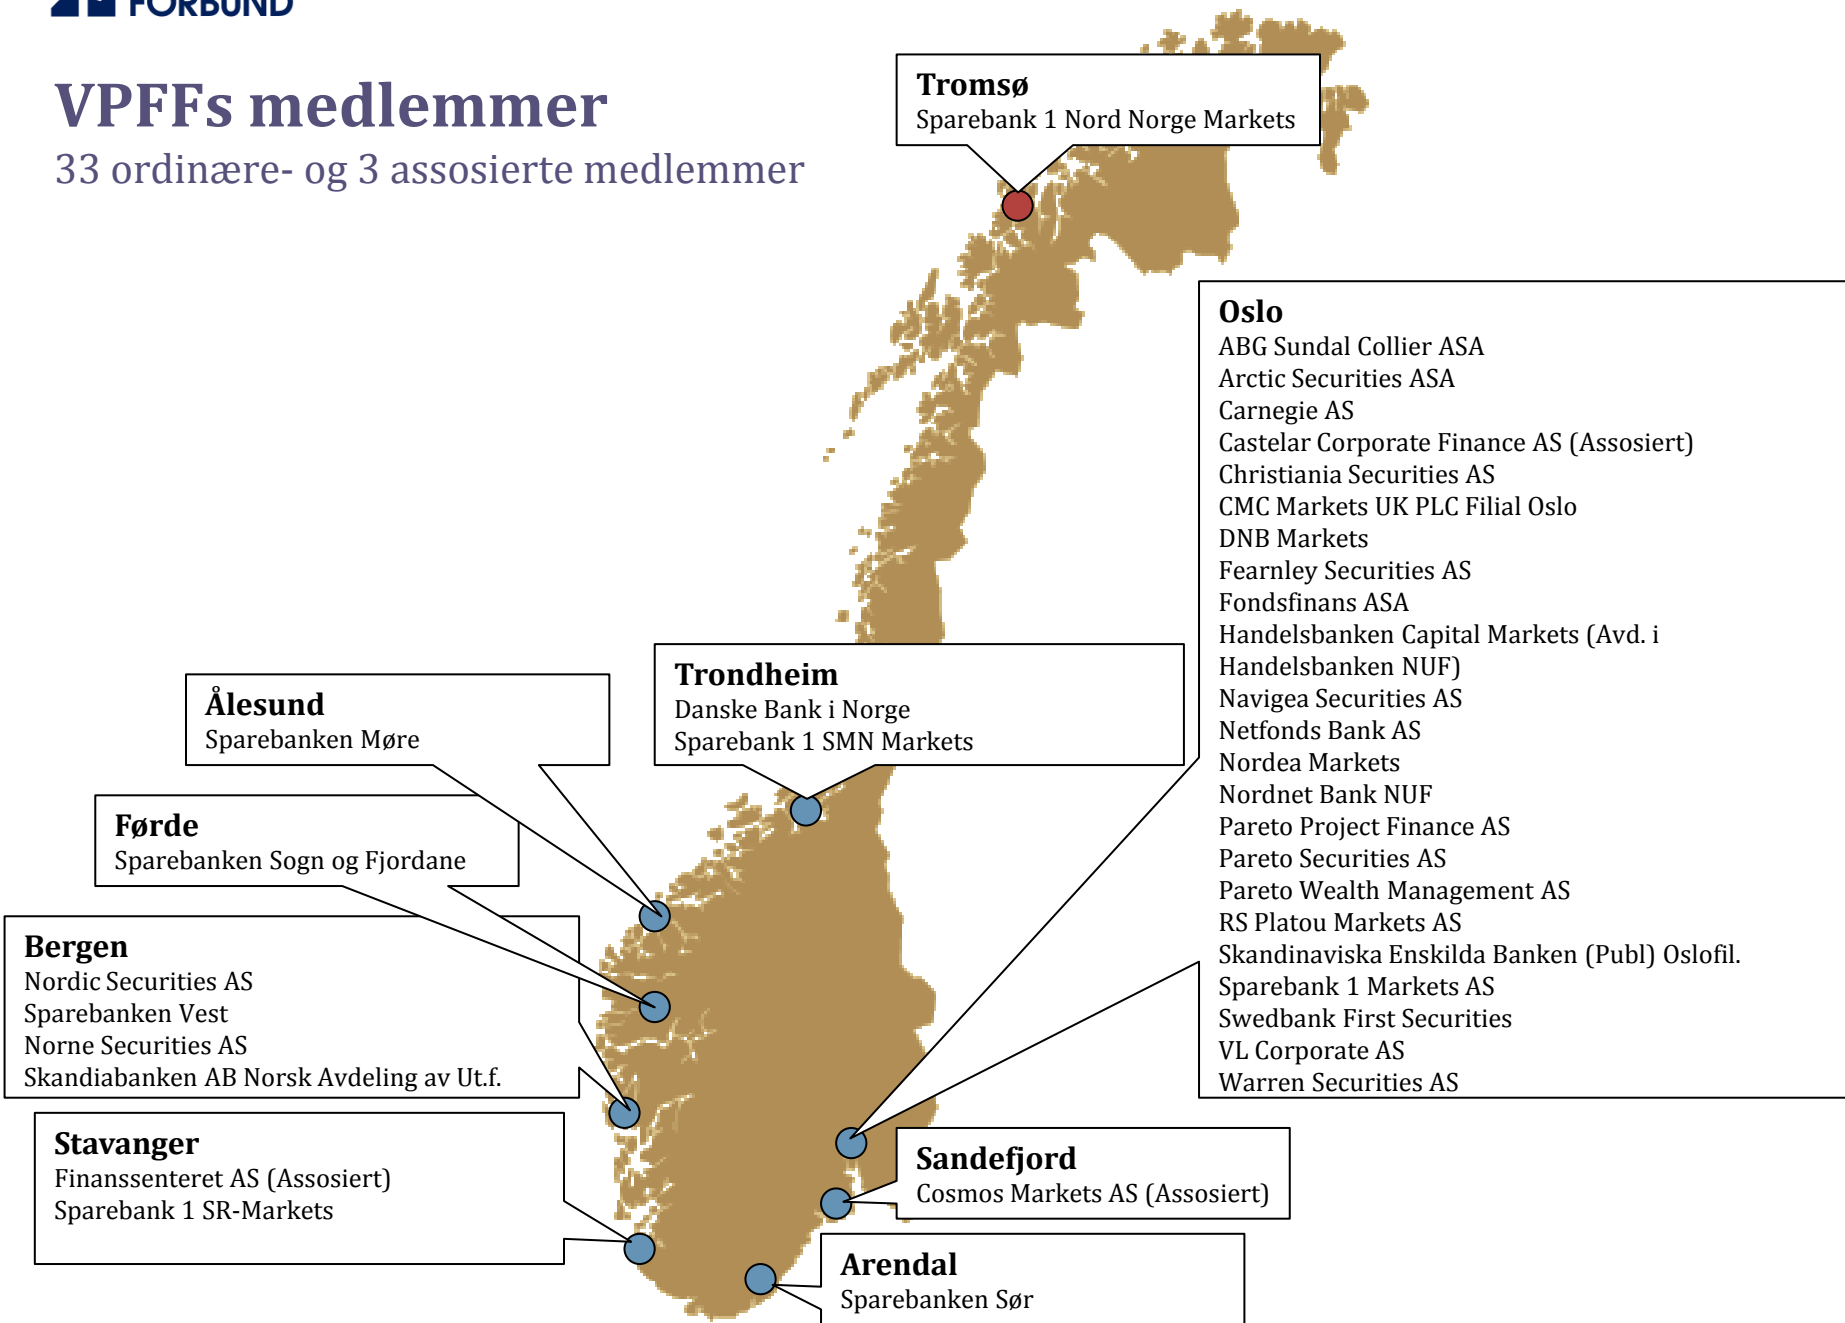 FORBUND
VPFFs medlemmer
33 ordinære- og 3 assosierte medlemmer
Tromsø
Sparebank 1 Nord Norge Markets
Oslo
ABG Sundal Collier ASA
Arctic Securities ASA
Carnegie AS
Castelar Corporate Finance AS (Assosiert)
Christiania Securities AS
CMC Markets UK PLC Filial Oslo
DNB Markets
Fearnley Securities AS
Fondsfinans ASA
Handelsbanken Capital Markets (Avd. i
Handelsbanken NUF)
Navigea Securities AS
Netfonds Bank AS
Nordea Markets
Nordnet Bank NUF
Pareto Project Finance AS
Pareto Securities AS
Pareto Wealth Management AS
RS Platou Markets AS
Skandinaviska Enskilda Banken (Publ) Oslofil.
Sparebank 1 Markets AS
Swedbank First Securities
VL Corporate AS
Warren Securities AS
Trondheim
Danske Bank i Norge
Sparebank 1 SMN Markets
Ålesund
Sparebanken Møre
Førde
Sparebanken Sogn og Fjordane
Bergen
Nordic Securities AS
Sparebanken Vest
Norne Securities AS
Skandiabanken AB Norsk Avdeling av Ut.f.
Stavanger
Finanssenteret AS (Assosiert)
Sparebank 1 SR-Markets
Sandefjord
Cosmos Markets AS (Assosiert)
Arendal
Sparebanken Sør